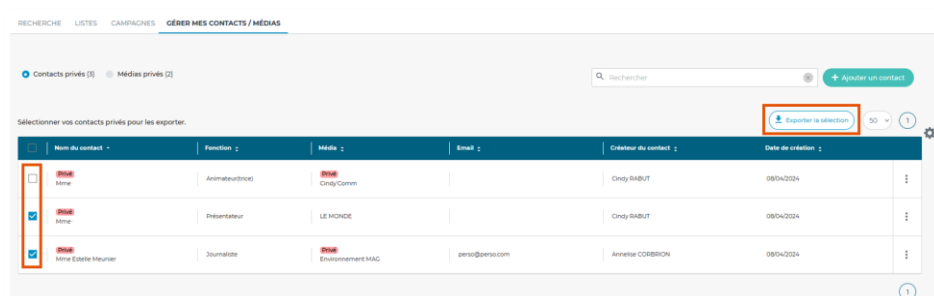 RECHERCHE LISTES CAMPAGNES GÉRER MES CONTACTS / MÉDIAS
Contacts privés (3) Médias privés (2)
Rechercher
+ Ajouter un contact
Sélectionner vos contacts privés pour les exporter.
Exporter la sélection 50 1
Nom du contact Fonction Média Email Créateur du contact Date de création
Privé Privé
Mme Animateur(trice) Cindy'Comm Cindy RABUT 08/04/2024
Privé
Mme Présentateur LE MONDE Cindy RABUT 08/04/2024
Privé Privé
Mme Estelle Meunier Journaliste Environnement MAG perso@perso.com Annelise CORBRION 08/04/2024
1